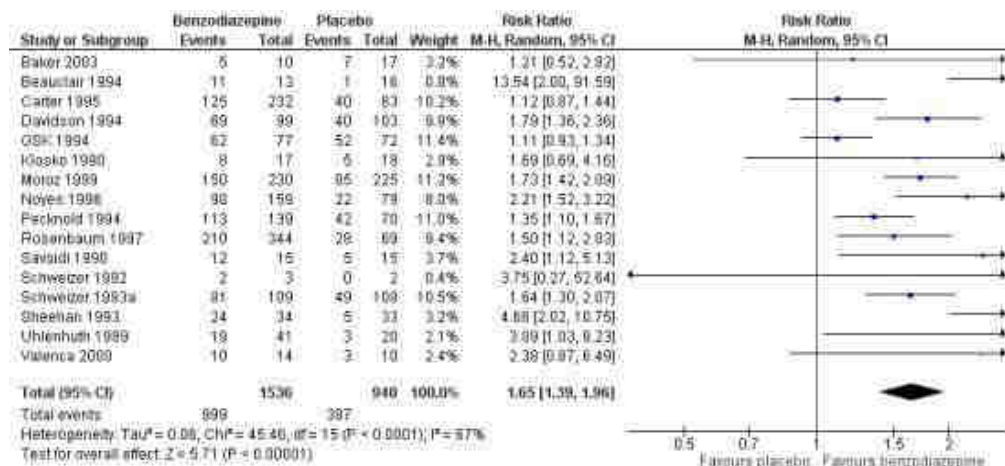 Benzodiazepine Placebo Risk Ratio Risk Ratio
Study or Subgroup Events Total Events Total Weight M-H, Random, 95% CI M-H, Random, 95% CI
Baker 2003 5 10 7 17 3.2% 1.21 [0.52, 2.82]
Beauclair 1994 11 13 1 16 0.8% 13.54 [2.00, 91.59]
Carter 1995 125 232 40 83 10.2% 1.12 [0.87, 1.44]
Davidson 1994 69 99 40 103 9.9% 1.79 [1.36, 2.36]
GSK 1994 62 77 52 72 11.4% 1.11 [0.93, 1.34]
Klosko 1990 8 17 5 18 2.9% 1.69 [0.69, 4.16]
Moroz 1999 150 230 85 225 11.2% 1.73 [1.42, 2.09]
Noyes 1996 98 159 22 79 2.21 [1.52, 3.22]
Pecknold 1994 113 139 42 70 11.0% 1.35 [1.10, 1.67]
Rosenbaum 1997 210 344 28 69 9.4% 1.50 [1.12, 2.03]
Savoldi 1990 12 15 5 15 2.40 [1.12, 5.13]
Schweizer 1992 2 3 0 2 0.4% 3.75 [0.27, 52.64]
Schweizer 1993a 81 109 49 108 10.5% 1.64 [1.30, 2.07]
Sheehan 1993 24 34 5 33 3.2% 4.66 [2.02, 10.75]
Uhlenhuth 1989 19 41 3 20 3.09 [1.03, 9.23]
Valenca 2000 10 14 3 10 2.4% 2.38 [0.87, 6.49]
Total (95% CI) 1536 940 100.0% 1.65 [1.39, 1.96]
Total events 999 387
Heterogeneity: Tau² = 0.06; Chi² = 45.46, df = 15 (P < 0.0001); I² = 67%
Test for overall effect: Z = 5.71 (P < 0.00001)
0.5 0.7 1 1.5 2
Favours placebo Favours benzodiazepine